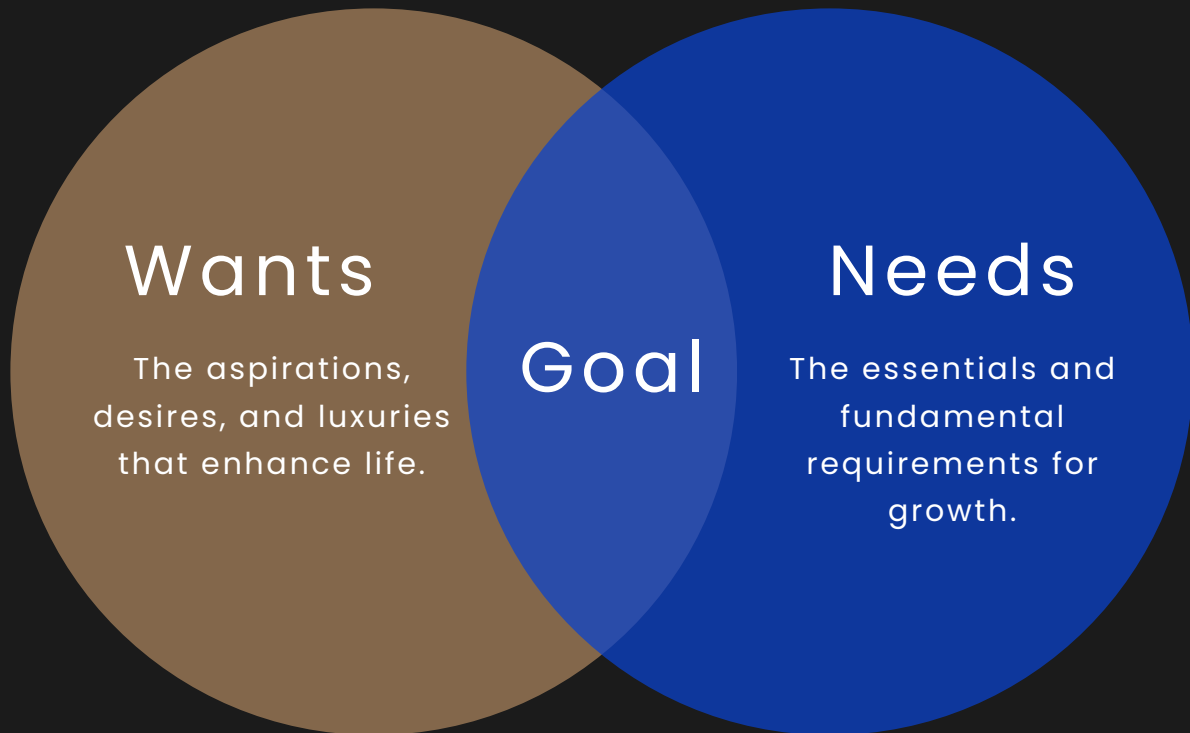 Wants
The aspirations,
desires, and luxuries
that enhance life.
Goal
Needs
The essentials and
fundamental
requirements for
growth.